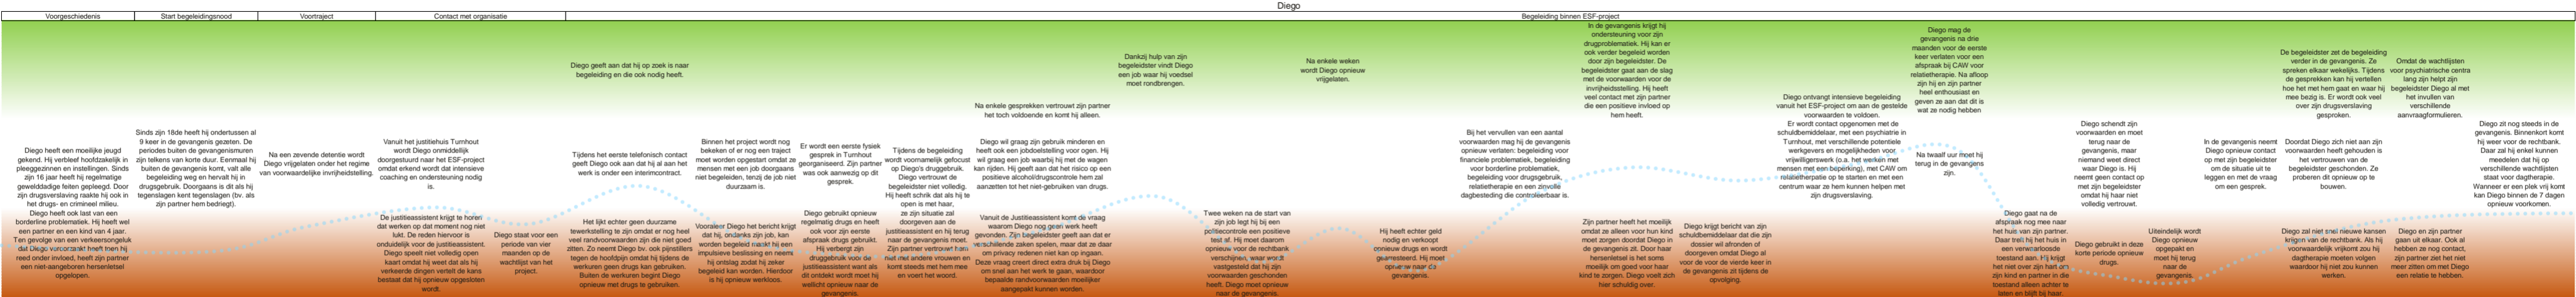 Diego
Voorgeschiedenis
Start begeleidingsnood
Voortraject
Contact met organisatie
Begeleiding binnen ESF-project
Diego heeft een moeilijke jeugd
gekend. Hij verbleef hoofdzakelijk in
pleeggezinnen en instellingen. Sinds
zijn 16 jaar heeft hij regelmatig
gewelddadige feiten gepleegd. Door
zijn drugsverslaving raakte hij ook in
het drugs- en crimineel milieu.
Diego heeft ook last van een
borderline problematiek. Hij heeft wel
een partner en een kind van 4 jaar.
Ten gevolge van een verkeersongeluk
dat Diego veroorzaakt heeft toen hij
reed onder invloed, heeft zijn partner
een niet-aangeboren hersenletsel
opgelopen.
Sinds zijn 18de heeft hij ondertussen al
9 keer in de gevangenis gezeten. De
periodes buiten de gevangenismuren
zijn telkens van korte duur. Eenmaal hij
buiten de gevangenis komt, valt alle
begeleiding weg en hervalt hij in
drugsgebruik. Doorgaans is dit als hij
tegenslagen kent tegenslagen (bv. als
zijn partner hem bedriegt).
Na een zevende detentie wordt
Diego vrijgelaten onder het regime
van voorwaardelijke invrijheidstelling.
Vanuit het justitiehuis Turnhout
wordt Diego onmiddellijk
doorgestuurd naar het ESF-project
omdat erkend wordt dat intensieve
coaching en ondersteuning nodig
is.
De justitieassistent krijgt te horen
dat werken op dat moment nog niet
lukt. De reden hiervoor is
onduidelijk voor de justitieassistent.
Diego speelt niet volledig open
kaart omdat hij weet dat als hij
verkeerde dingen vertelt de kans
bestaat dat hij opnieuw opgesloten
wordt.
Diego staat voor een
periode van vier
maanden op de
wachtlijst van het
project.
Diego geeft aan dat hij op zoek is naar
begeleiding en die ook nodig heeft.
Tijdens het eerste telefonisch contact
geeft Diego ook aan dat hij al aan het
werk is onder een interimcontract.
Het lijkt echter geen duurzame
tewerkstelling te zijn omdat er nog heel
veel randvoorwaarden zijn die niet goed
zitten. Zo neemt Diego bv. ook pijnstillers
tegen de hoofdpijn omdat hij tijdens de
werkuren geen drugs kan gebruiken.
Buiten de werkuren begint Diego
opnieuw met drugs te gebruiken.
Binnen het project wordt nog
bekeken of er nog een traject
moet worden opgestart omdat ze
mensen met een job doorgaans
niet begeleiden, tenzij de job niet
duurzaam is.
Vooraleer Diego het bericht krijgt
dat hij, ondanks zijn job, kan
worden begeleid maakt hij een
impulsieve beslissing en neemt
hij ontslag zodat hij zeker
begeleid kan worden. Hierdoor
is hij opnieuw werkloos.
Er wordt een eerste fysiek
gesprek in Turnhout
georganiseerd. Zijn partner
was ook aanwezig op dit
gesprek.
Diego gebruikt opnieuw
regelmatig drugs en heeft
ook voor zijn eerste
afspraak drugs gebruikt.
Hij verbergt zijn
druggebruik voor de
justitieassistent want als
dit ontdekt wordt moet hij
wellicht opnieuw naar de
gevangenis.
Tijdens de begeleiding
wordt voornamelijk gefocust
op Diego's druggebruik.
Diego vertrouwt de
begeleidster niet volledig.
Hij heeft schrik dat als hij te
open is met haar,
ze zijn situatie zal
doorgeven aan de
justitieassistent en hij terug
naar de gevangenis moet.
Zijn partner vertrouwt hem
niet met andere vrouwen en
komt steeds met hem mee
en voert het woord.
Na enkele gesprekken vertrouwt zijn partner
het toch voldoende en komt hij alleen.
Diego wil graag zijn gebruik minderen en
heeft ook een jobdoelstelling voor ogen. Hij
wil graag een job waarbij hij met de wagen
kan rijden. Hij geeft aan dat het risico op een
positieve alcohol/drugscontrole hem zal
aanzetten tot het niet-gebruiken van drugs.
Vanuit de Justitieassistent komt de vraag
waarom Diego nog geen werk heeft
gevonden. Zijn begeleidster geeft aan dat er
verschillende zaken spelen, maar dat ze daar
om privacy redenen niet kan op ingaan.
Deze vraag creert direct extra druk bij Diego
om snel aan het werk te gaan, waardoor
bepaalde randvoorwaarden moeilijker
aangepakt kunnen worden.
Dankzij hulp van zijn
begeleidster vindt Diego
een job waar hij voedsel
moet rondbrengen.
Twee weken na de start van
zijn job legt hij bij een
politiecontrole een positieve
test af. Hij moet daarom
opnieuw voor de rechtbank
verschijnen, waar wordt
vastgesteld dat hij zijn
voorwaarden geschonden
heeft. Diego moet opnieuw
naar de gevangenis.
Na enkele weken
wordt Diego opnieuw
vrijgelaten.
Hij heeft echter geld
nodig en verkoopt
opnieuw drugs en wordt
gearresteerd. Hij moet
opnieuw naar de
gevangenis.
Bij het vervullen van een aantal
voorwaarden mag hij de gevangenis
opnieuw verlaten: begeleiding voor
financiele problematiek, begeleiding
voor borderline problematiek,
begeleiding voor drugsgebruik,
relatietherapie en een zinvolle
dagbesteding die controleerbaar is.
In de gevangenis krijgt hij
ondersteuning voor zijn
drugproblematiek. Hij kan er
ook verder begeleid worden
door zijn begeleidster. De
begeleidster gaat aan de slag
met de voorwaarden voor de
invrijheidsstelling. Hij heeft
veel contact met zijn partner
die een positieve invloed op
hem heeft.
Zijn partner heeft het moeilijk
omdat ze alleen voor hun kind
moet zorgen doordat Diego in
de gevangenis zit. Door haar
hersenletsel is het soms
moeilijk om goed voor haar
kind te zorgen. Diego voelt zich
hier schuldig over.
Diego krijgt bericht van zijn
schuldbemiddelaar dat die zijn
dossier wil afronden of
doorgeven omdat Diego al
voor de voor de vierde keer in
de gevangenis zit tijdens de
opvolging.
Diego ontvangt intensieve begeleiding
vanuit het ESF-project om aan de gestelde
voorwaarden te voldoen.
Er wordt contact opgenomen met de
schuldbemiddelaar, met een psychiatrie in
Turnhout, met verschillende potentiele
werkgevers en mogelijkheden voor
vrijwilligerswerk (o.a. het werken met
mensen met een beperking), met CAW om
relatietherapie op te starten en met een
centrum waar ze hem kunnen helpen met
zijn drugsverslaving.
Diego mag de
gevangenis na drie
maanden voor de eerste
keer verlaten voor een
afspraak bij CAW voor
relatietherapie. Na afloop
zijn hij en zijn partner
heel enthousiast en
geven ze aan dat dit is
wat ze nodig hebben
Na twaalf uur moet hij
terug in de gevangenis
zijn.
Diego gaat na de
afspraak nog mee naar
het huis van zijn partner.
Daar treft hij het huis in
een verwaarloosde
toestand aan. Hij krijgt
het niet over zijn hart om
zijn kind en partner in die
toestand alleen achter te
laten en blijft bij haar.
Diego schendt zijn
voorwaarden en moet
terug naar de
gevangenis, maar
niemand weet direct
waar Diego is. Hij
neemt geen contact op
met zijn begeleidster
omdat hij haar niet
volledig vertrouwt.
Diego gebruikt in deze
korte periode opnieuw
drugs.
Uiteindelijk wordt
Diego opnieuw
opgepakt en
moet hij terug
naar de
gevangenis.
In de gevangenis neemt
Diego opnieuw contact
op met zijn begeleidster
om de situatie uit te
leggen en met de vraag
om een gesprek.
De begeleidster zet de begeleiding
verder in de gevangenis. Ze
spreken elkaar wekelijks. Tijdens
de gesprekken kan hij vertellen
hoe het met hem gaat en waar hij
mee bezig is. Er wordt ook veel
over zijn drugsverslaving
gesproken.
Doordat Diego zich niet aan zijn
voorwaarden heeft gehouden is
het vertrouwen van de
begeleidster geschonden. Ze
proberen dit opnieuw op te
bouwen.
Diego zal niet snel nieuwe kansen
krijgen van de rechtbank. Als hij
voorwaardelijk vrijkomt zou hij
dagtherapie moeten volgen
waardoor hij niet zou kunnen
werken.
Omdat de wachtlijsten
voor psychiatrische centra
lang zijn helpt zijn
begeleidster Diego al met
het invullen van
verschillende
aanvraagformulieren.
Diego en zijn partner
gaan uit elkaar. Ook al
hebben ze nog contact,
zijn partner ziet het niet
meer zitten om met Diego
een relatie te hebben.
Diego zit nog steeds in de
gevangenis. Binnenkort komt
hij weer voor de rechtbank.
Daar zal hij enkel kunnen
meedelen dat hij op
verschillende wachtlijsten
staat voor dagtherapie.
Wanneer er een plek vrij komt
kan Diego binnen de 7 dagen
opnieuw voorkomen.